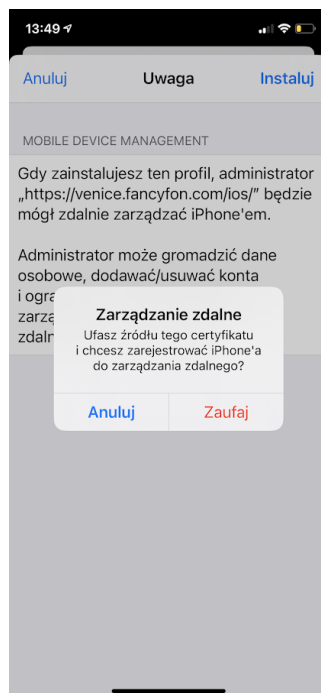 13:49
Anuluj Uwaga Instaluj
MOBILE DEVICE MANAGEMENT
Gdy zainstalujesz ten profil, administrator
„https://venice.fancyfon.com/ios/” będzie
mógł zdalnie zarządzać iPhone'em.
Administrator może gromadzić dane
osobowe, dodawać/usuwać konta
i ogra
zarzą
zdaln
Zarządzanie zdalne
Ufasz źródłu tego certyfikatu
i chcesz zarejestrować iPhone'a
do zarządzania zdalnego?
Anuluj Zaufaj